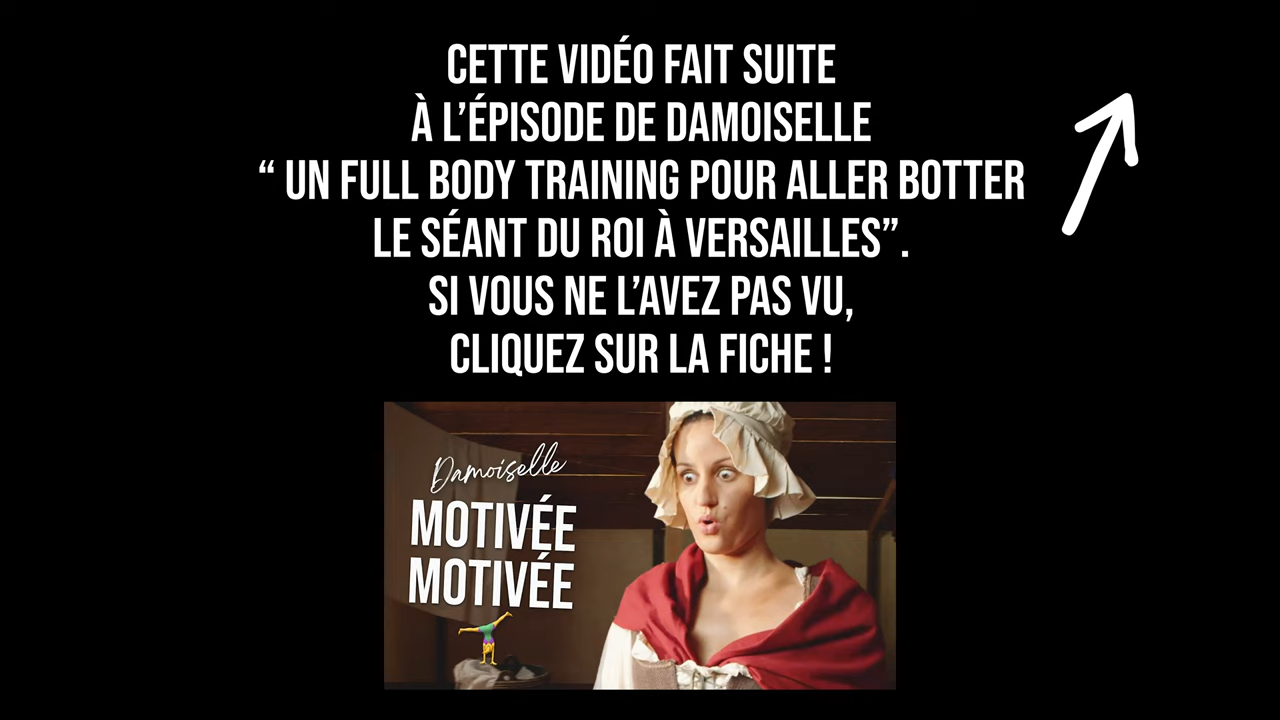 CETTE VIDÉO FAIT SUITE
À L’ÉPISODE DE DAMOISELLE
“ UN FULL BODY TRAINING POUR ALLER BOTTER
LE SÉANT DU ROI À VERSAILLES”.
SI VOUS NE L’AVEZ PAS VU,
CLIQUEZ SUR LA FICHE !
Damoiselle
MOTIVÉE
MOTIVÉE